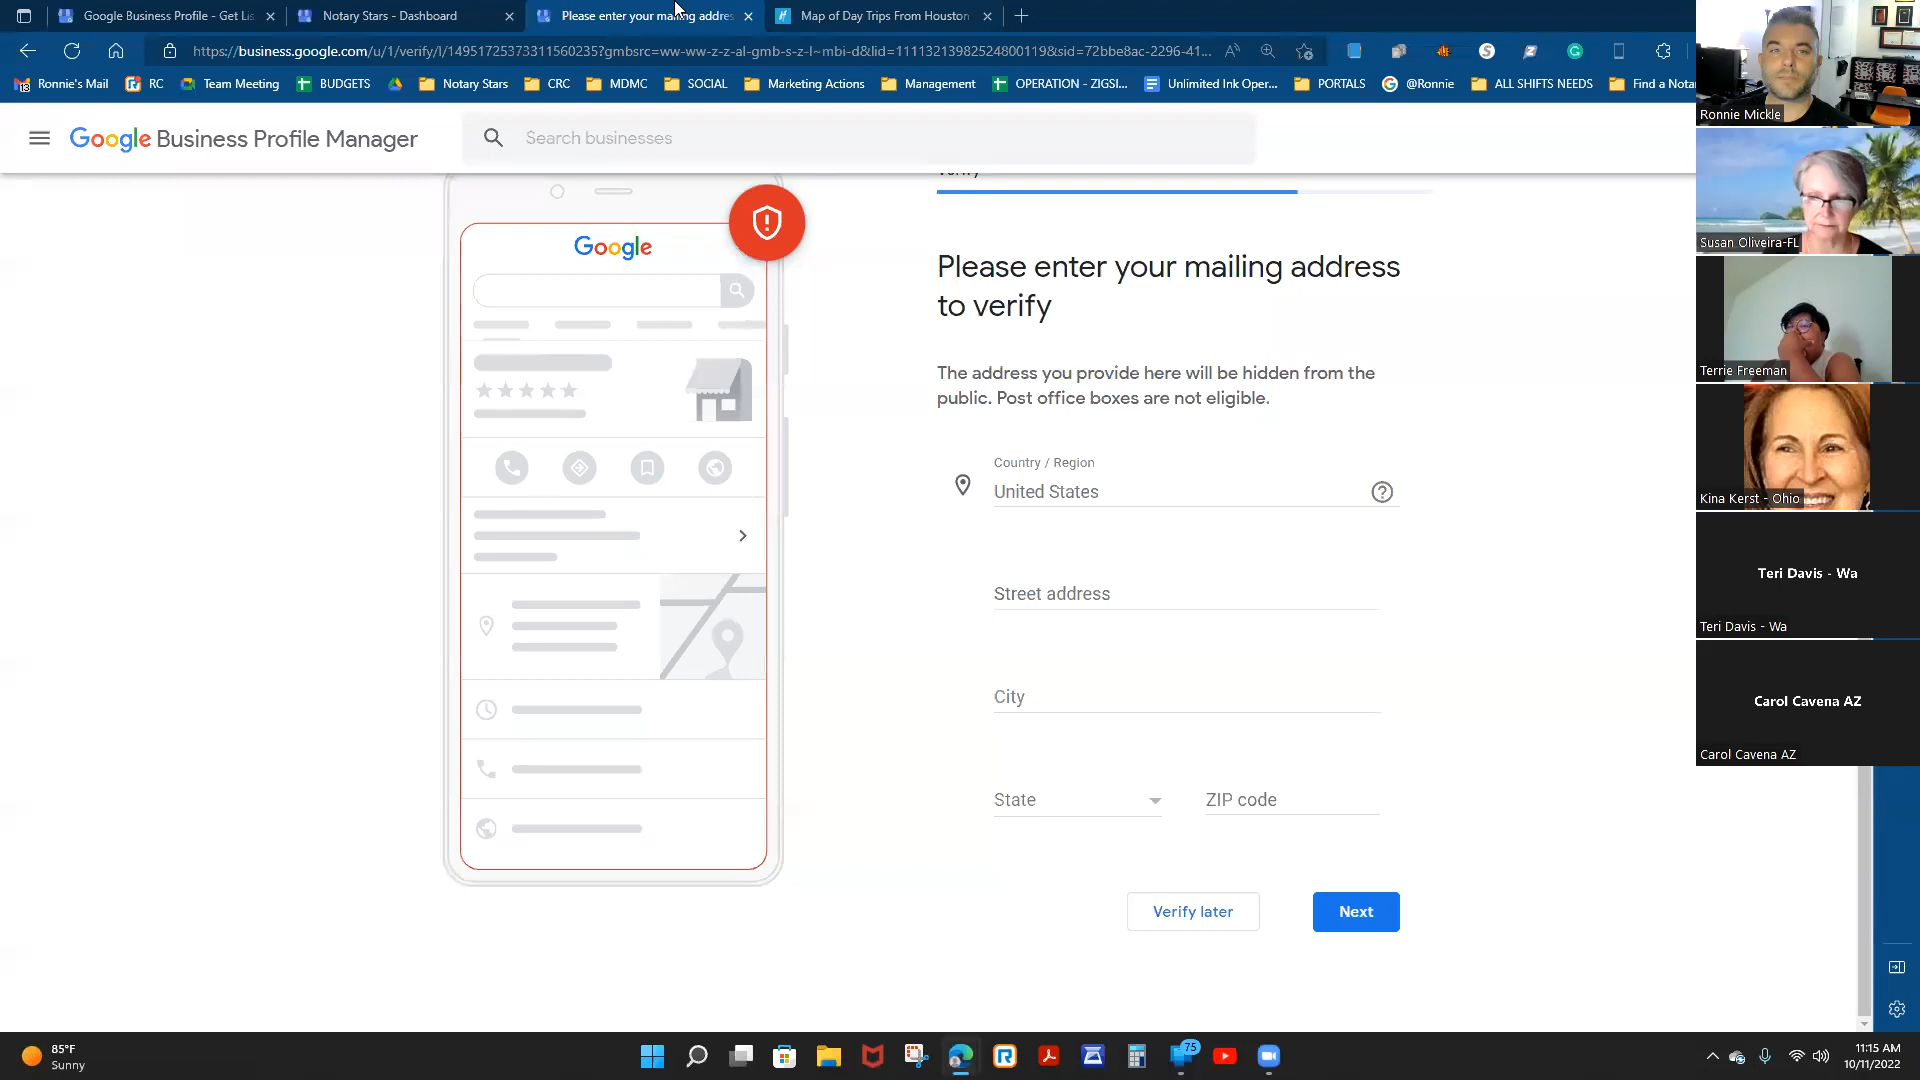 Google Business Profile - Get Lis
Notary Stars - Dashboard
Please enter your mailing addres
Map of Day Trips From Houston
https://business.google.com/u/1/verify/l/14951725373311560235?gmbsrc=ww-ww-z-z-al-gmb-s-z-l~mbi-d&lid=11113213982524800119&sid=72bbe8ac-2296-41...
Ronnie's Mail
RC
Team Meeting
BUDGETS
Notary Stars
CRC
MDMC
SOCIAL
Marketing Actions
Management
OPERATION - ZIGSI...
Unlimited Ink Oper...
PORTALS
@Ronnie
ALL SHIFTS NEEDS
Find a Nota
Google Business Profile Manager
Search businesses
Google
Please enter your mailing address
to verify
The address you provide here will be hidden from the
public. Post office boxes are not eligible.
Country / Region
United States
Street address
City
State
ZIP code
Verify later
Next
Ronnie Mickle
Susan Oliveira-FL
Terrie Freeman
Kina Kerst - Ohio
Teri Davis - Wa
Teri Davis - Wa
Carol Cavena AZ
Carol Cavena AZ
85°F
Sunny
75
11:15 AM
10/11/2022